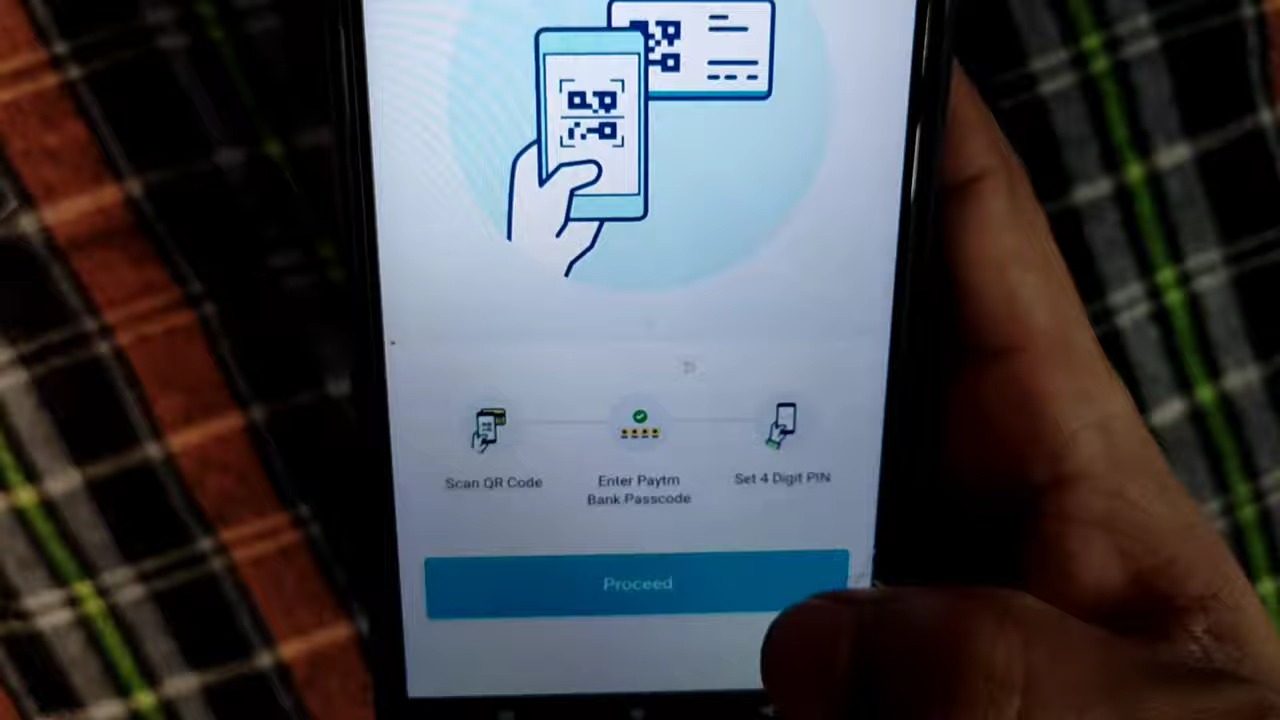 Scan QR Code
Enter Paytm
Bank Passcode
Set 4 Digit PIN
Proceed